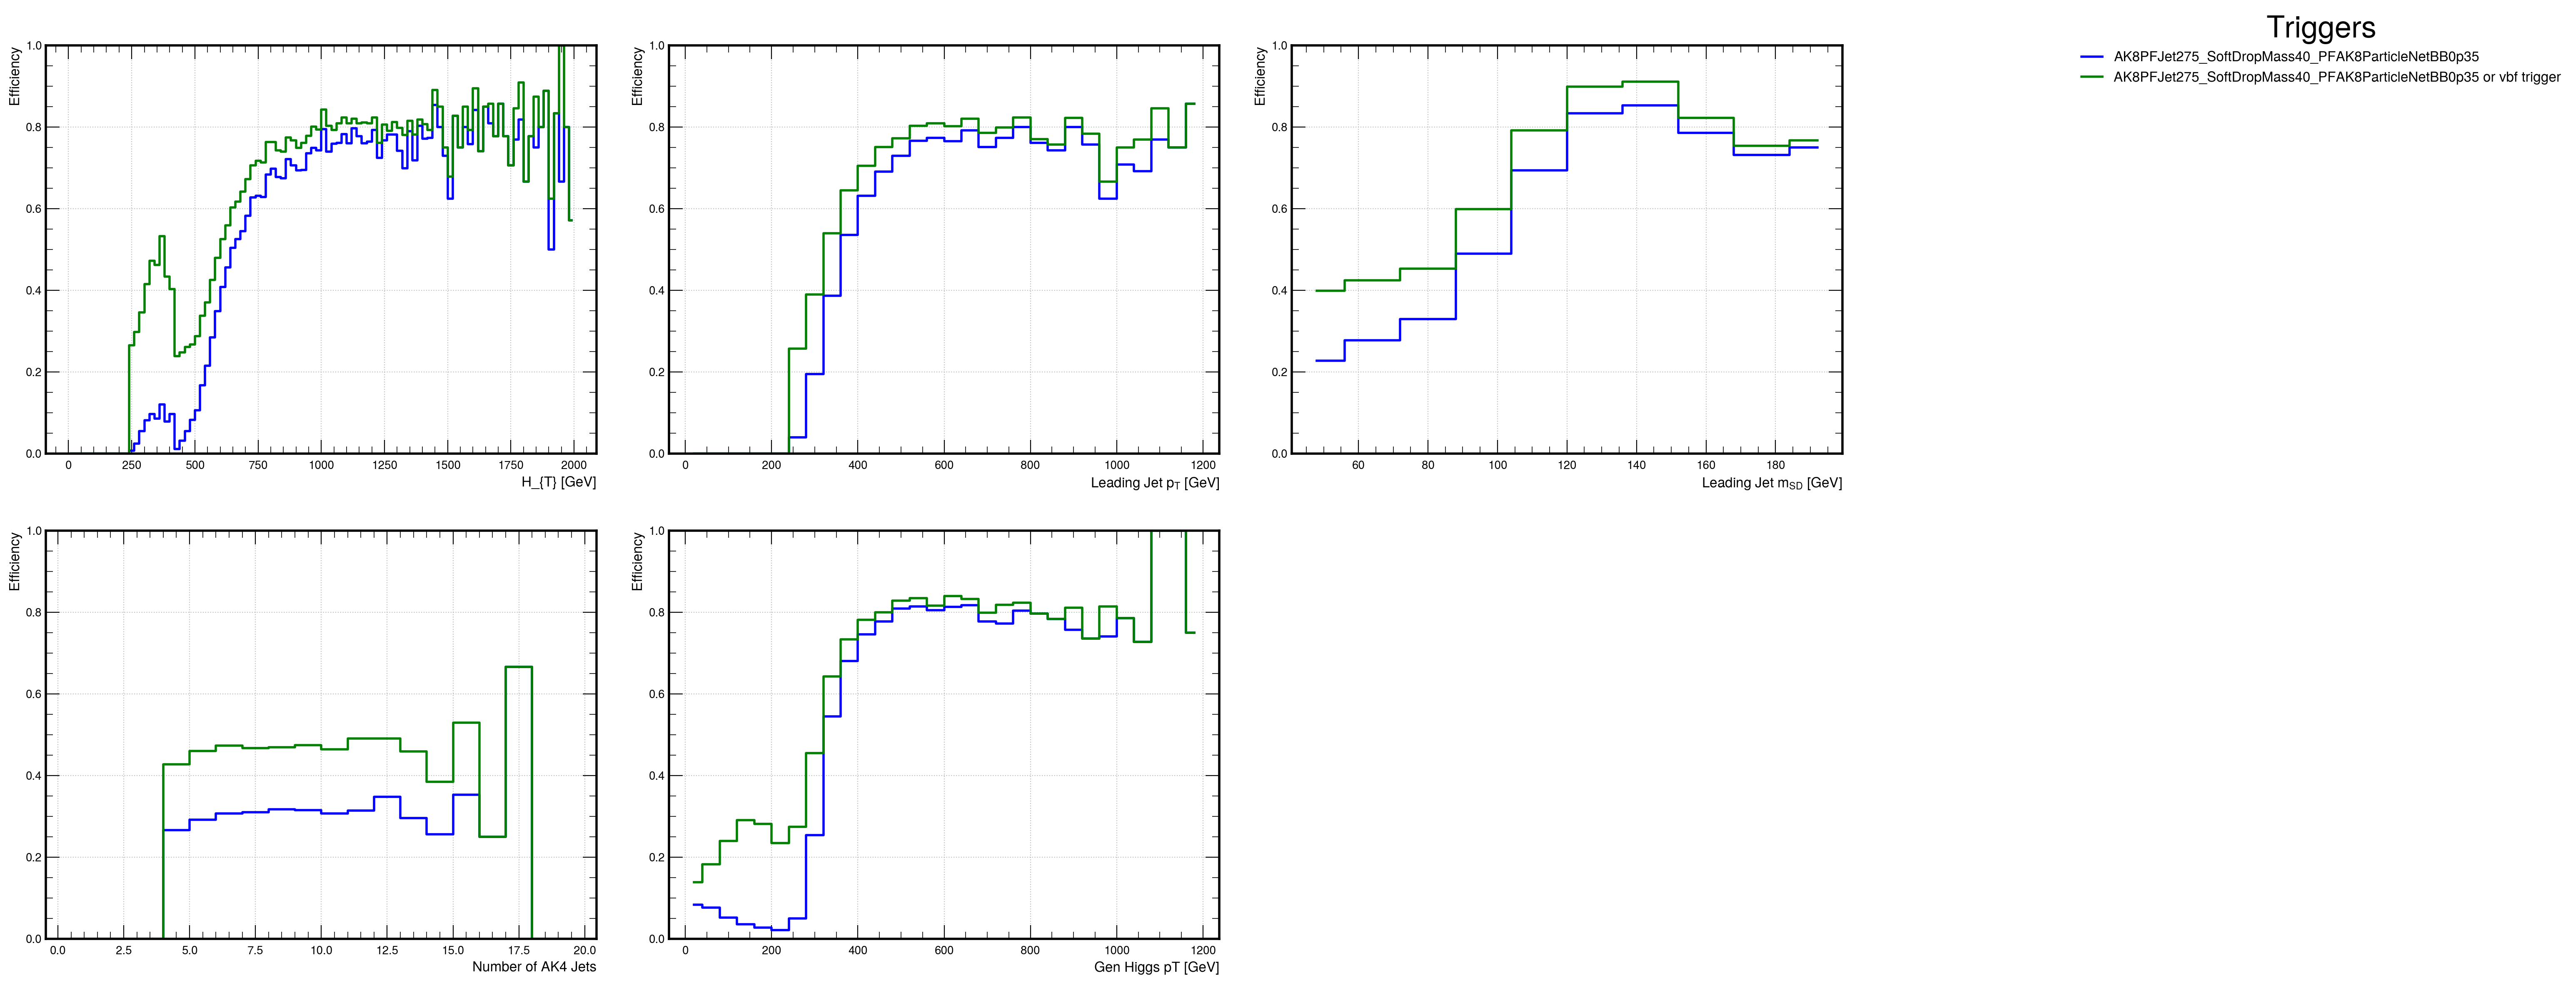 Triggers
AK8PFJet275_SoftDropMass40_PFAK8ParticleNetBB0p35
AK8PFJet275_SoftDropMass40_PFAK8ParticleNetBB0p35 or vbf trigger
Efficiency
1.0
0.8
0.6
0.4
0.2
0.0
0 250 500 750 1000 1250 1500 1750 2000
H_{T} [GeV]
Efficiency
1.0
0.8
0.6
0.4
0.2
0.0
0 200 400 600 800 1000 1200
Leading Jet pT [GeV]
Efficiency
1.0
0.8
0.6
0.4
0.2
0.0
60 80 100 120 140 160 180
Leading Jet mSD [GeV]
Efficiency
1.0
0.8
0.6
0.4
0.2
0.0
0.0 2.5 5.0 7.5 10.0 12.5 15.0 17.5 20.0
Number of AK4 Jets
Efficiency
1.0
0.8
0.6
0.4
0.2
0.0
0 200 400 600 800 1000 1200
Gen Higgs pT [GeV]